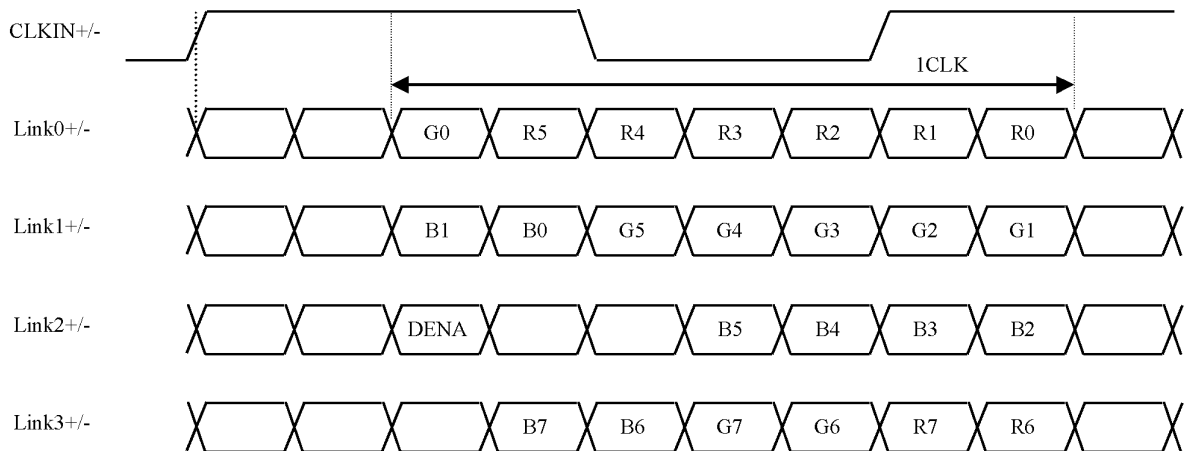 CLKIN+/-
1CLK
Link0+/- G0 R5 R4 R3 R2 R1 R0
Link1+/- B1 B0 G5 G4 G3 G2 G1
Link2+/- DENA B5 B4 B3 B2
Link3+/- B7 B6 G7 G6 R7 R6